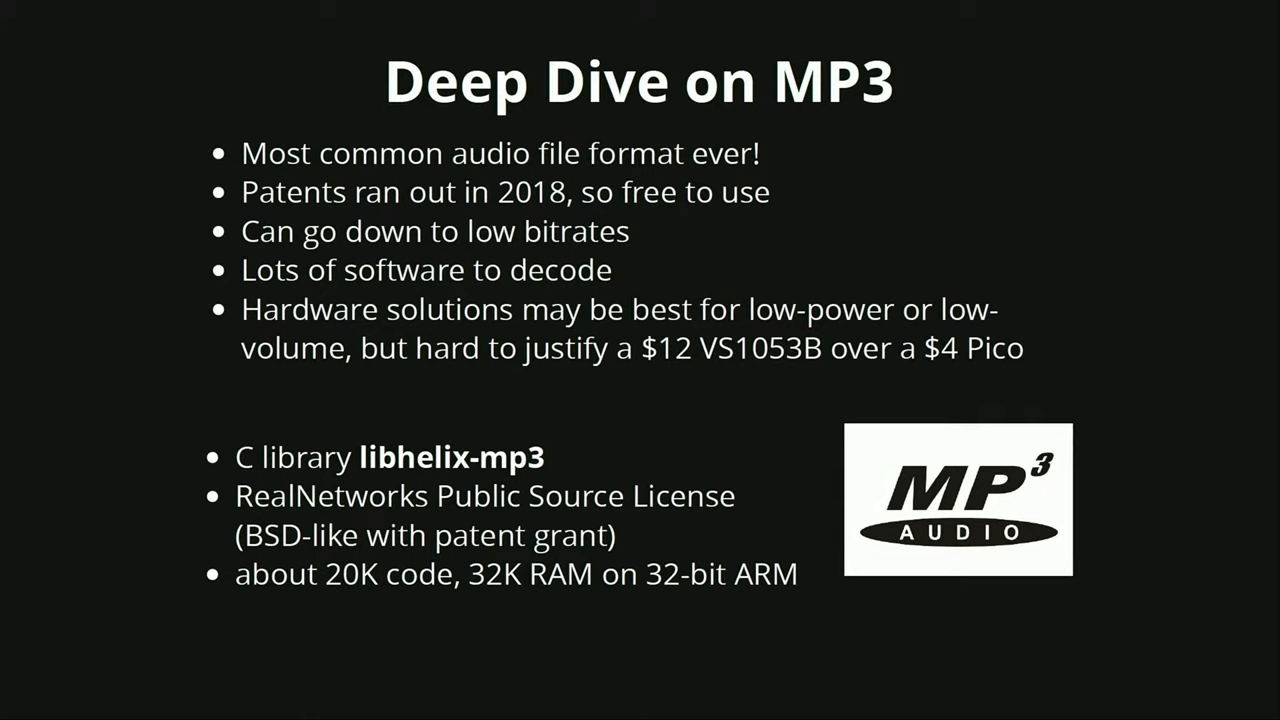 Deep Dive on MP3
• Most common audio file format ever!
• Patents ran out in 2018, so free to use
• Can go down to low bitrates
• Lots of software to decode
• Hardware solutions may be best for low-power or low-
volume, but hard to justify a $12 VS1053B over a $4 Pico
• C library libhelix-mp3
• RealNetworks Public Source License
(BSD-like with patent grant)
• about 20K code, 32K RAM on 32-bit ARM
MP3
AUDIO